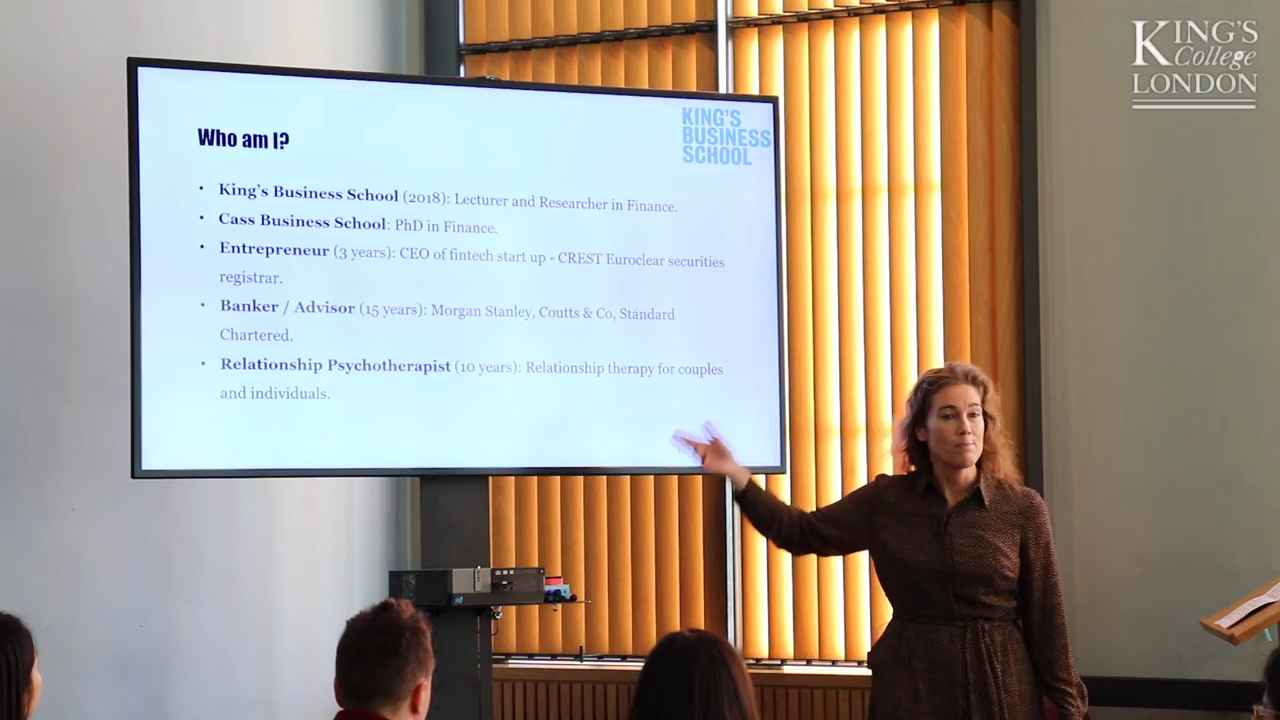 KING'S
College
LONDON
KING'S
BUSINESS
SCHOOL
Who am I?
• King's Business School (2018): Lecturer and Researcher in Finance.
• Cass Business School: PhD in Finance.
• Entrepreneur (3 years): CEO of fintech start up - CREST Euroclear securities
registrar.
• Banker / Advisor (15 years): Morgan Stanley, Coutts & Co, Standard
Chartered.
• Relationship Psychotherapist (10 years): Relationship therapy for couples
and individuals.